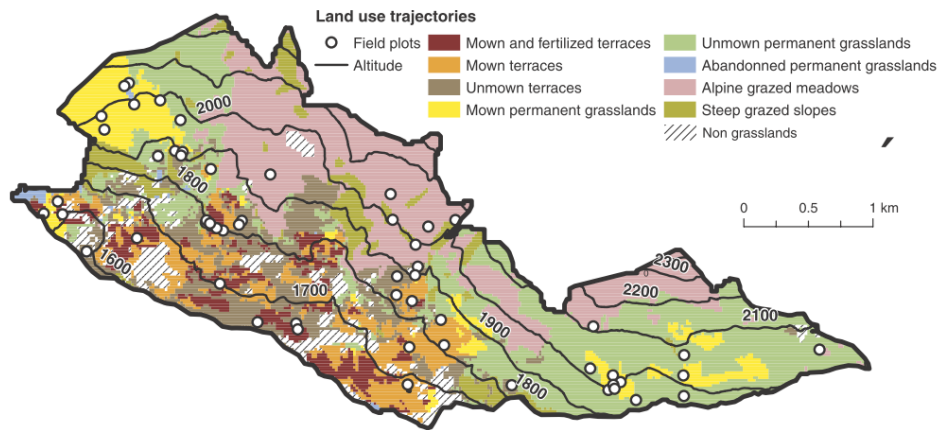 Land use trajectories
Field plots
Altitude
Mown and fertilized terraces
Mown terraces
Unmown terraces
Mown permanent grasslands
Unmown permanent grasslands
Abandonned permanent grasslands
Alpine grazed meadows
Steep grazed slopes
Non grasslands
2000
1800
1600
1700
1900
1800
2300
2200
2100
0 0.5 1 km